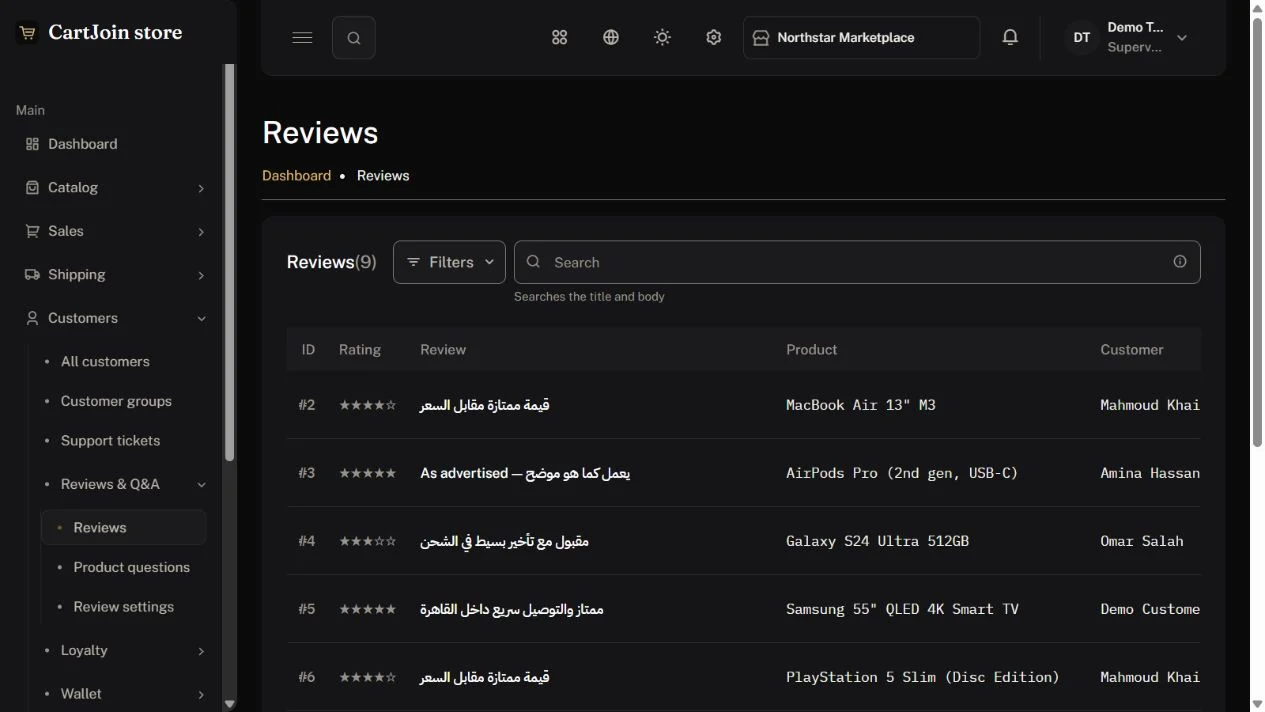 CartJoin store
Northstar Marketplace
DT
Demo T...
Superv...
Main
Dashboard
Catalog
Sales
Shipping
Customers
All customers
Customer groups
Support tickets
Reviews & Q&A
Reviews
Product questions
Review settings
Loyalty
Wallet
Reviews
Dashboard • Reviews
Reviews(9)
Filters
Search
Searches the title and body
ID Rating Review Product Customer
#2 ★★★★☆ قيمة ممتازة مقابل السعر MacBook Air 13" M3 Mahmoud Khai
#3 ★★★★★ As advertised — يعمل كما هو موضح AirPods Pro (2nd gen, USB-C) Amina Hassan
#4 ★★★☆☆ مقبول مع تأخير بسيط في الشحن Galaxy S24 Ultra 512GB Omar Salah
#5 ★★★★★ ممتاز والتوصيل سريع داخل القاهرة Samsung 55" QLED 4K Smart TV Demo Custome
#6 ★★★★☆ قيمة ممتازة مقابل السعر PlayStation 5 Slim (Disc Edition) Mahmoud Khai